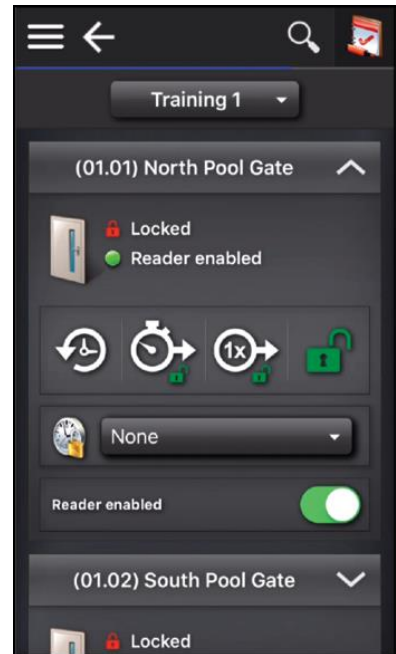 Training 1
(01.01) North Pool Gate
Locked
Reader enabled
1x
None
Reader enabled
(01.02) South Pool Gate
Locked